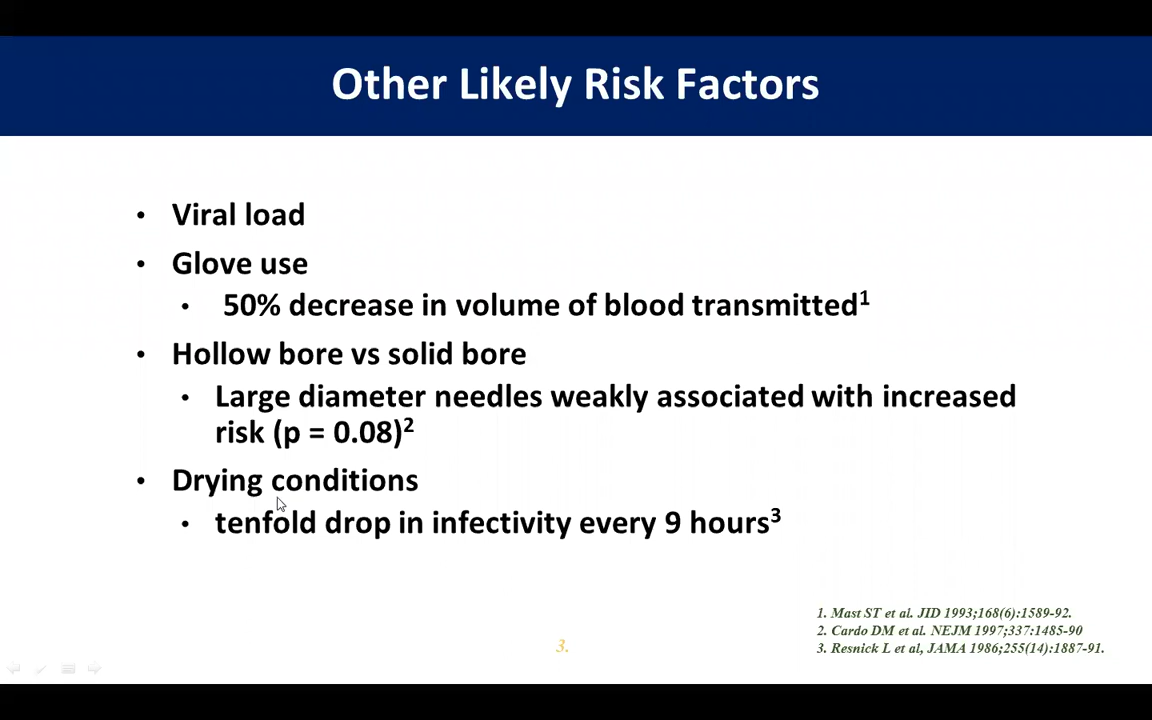 Other Likely Risk Factors
• Viral load
• Glove use
• 50% decrease in volume of blood transmitted¹
• Hollow bore vs solid bore
• Large diameter needles weakly associated with increased
risk (p = 0.08)²
• Drying conditions
• tenfold drop in infectivity every 9 hours³
1. Mast ST et al. JID 1993;168(6):1589-92.
2. Cardo DM et al. NEJM 1997;337:1485-90
3. Resnick L et al, JAMA 1986;255(14):1887-91.
3.